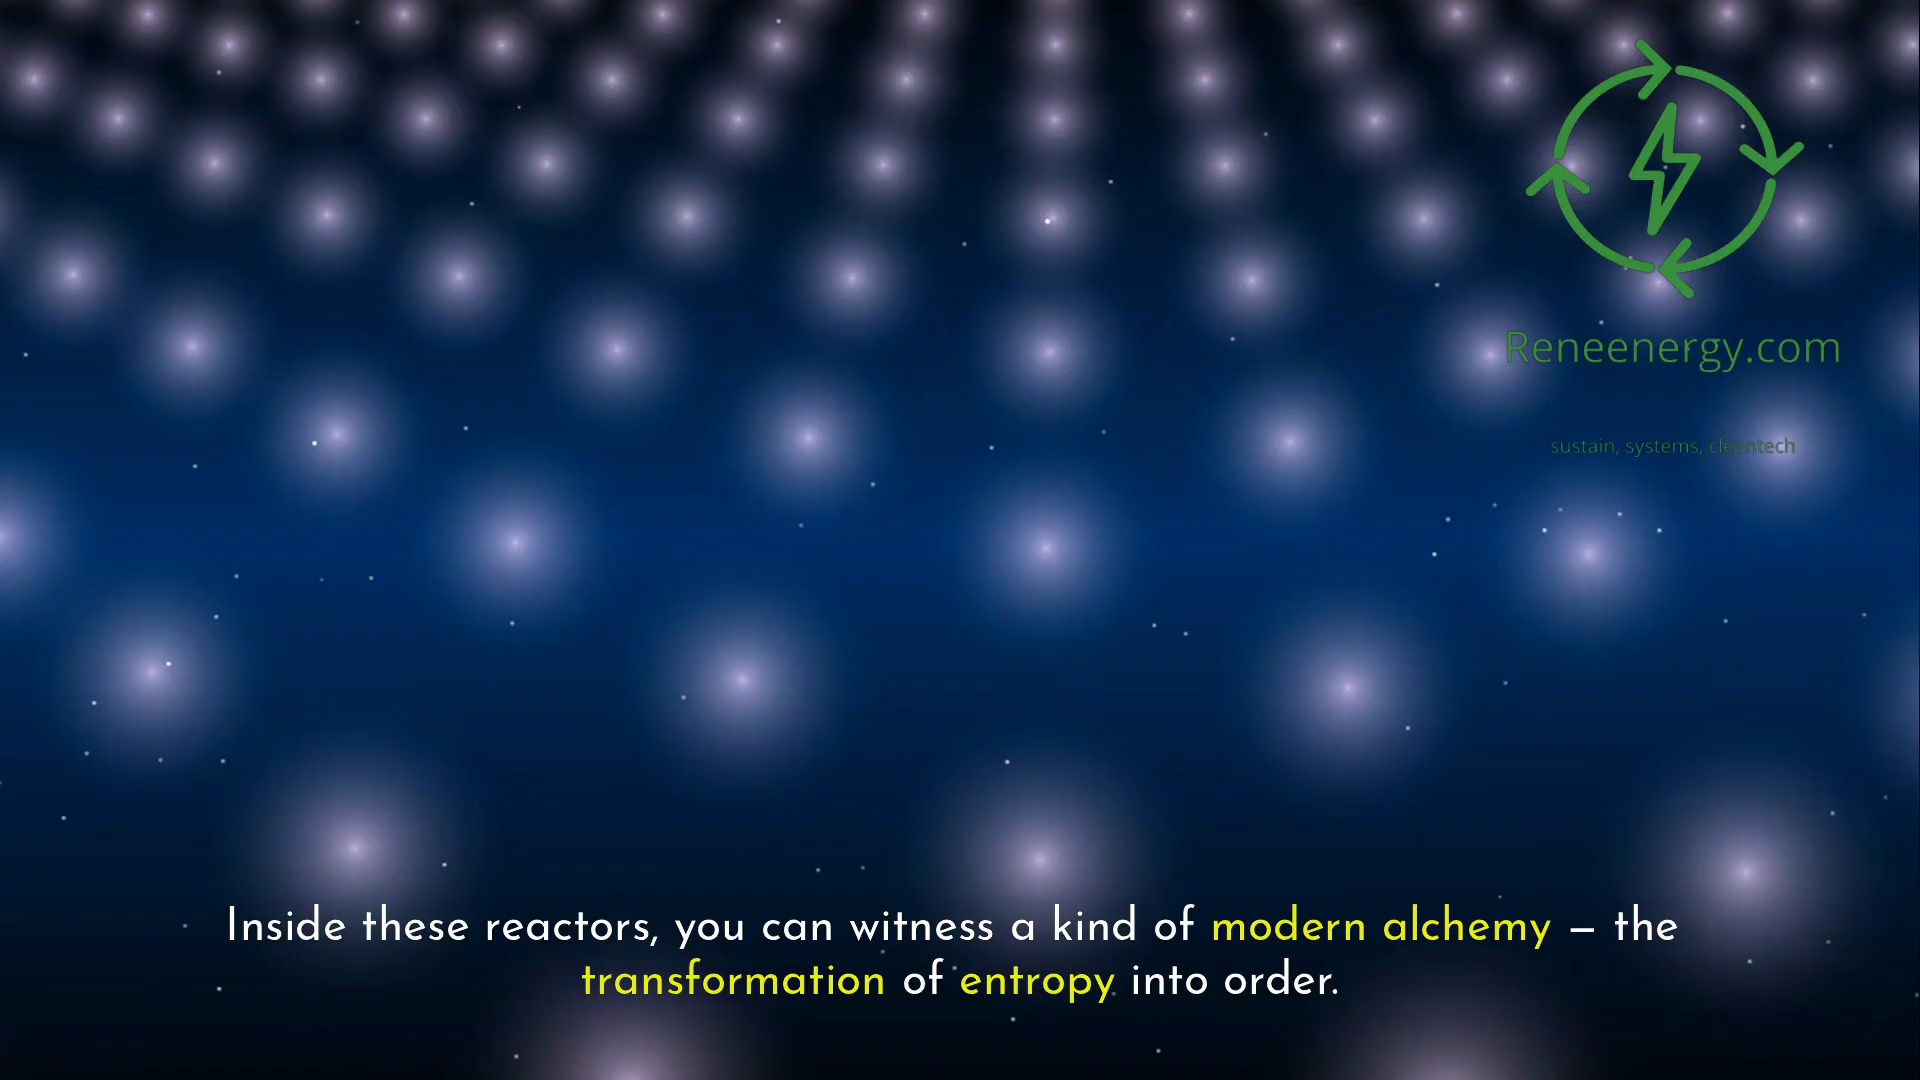 Reneenergy.com
sustain, systems, cleantech
Inside these reactors, you can witness a kind of modern alchemy – the
transformation of entropy into order.